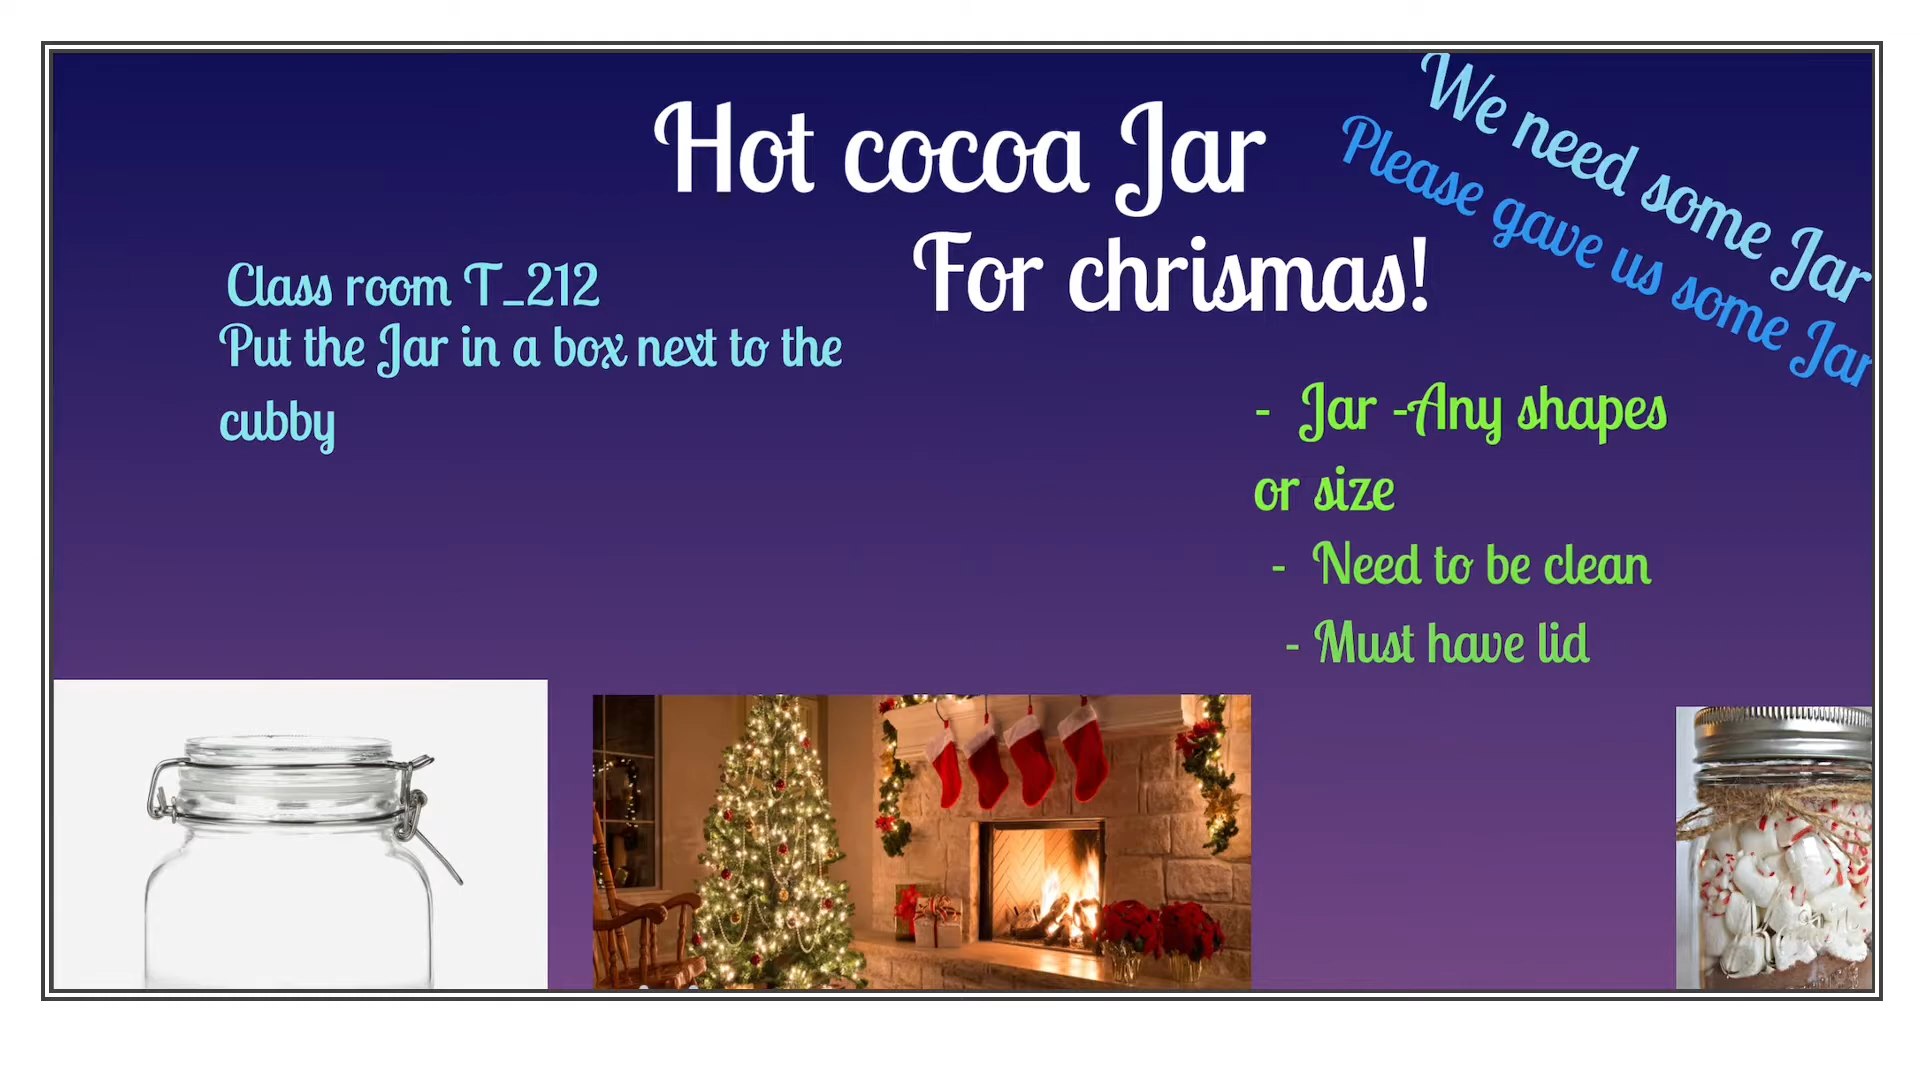 Hot cocoa Jar
For chrismas!
We need some Jar
Please gave us some Jar
Class room T_212
Put the Jar in a box next to the
cubby
- Jar -Any shapes
or size
- Need to be clean
- Must have lid